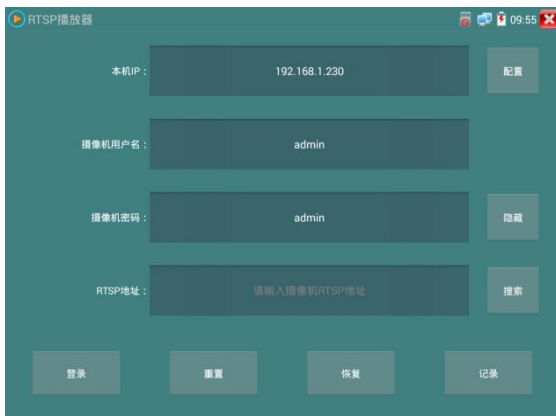 RTSP播放器 09:55
本机IP： 192.168.1.230 配置
摄像机用户名： admin
摄像机密码： admin 隐藏
RTSP地址： 请输入摄像机RTSP地址 搜索
登录 重置 恢复 记录